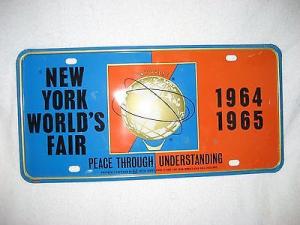 NEW
YORK
WORLD'S
FAIR
1964
1965
PEACE THROUGH UNDERSTANDING